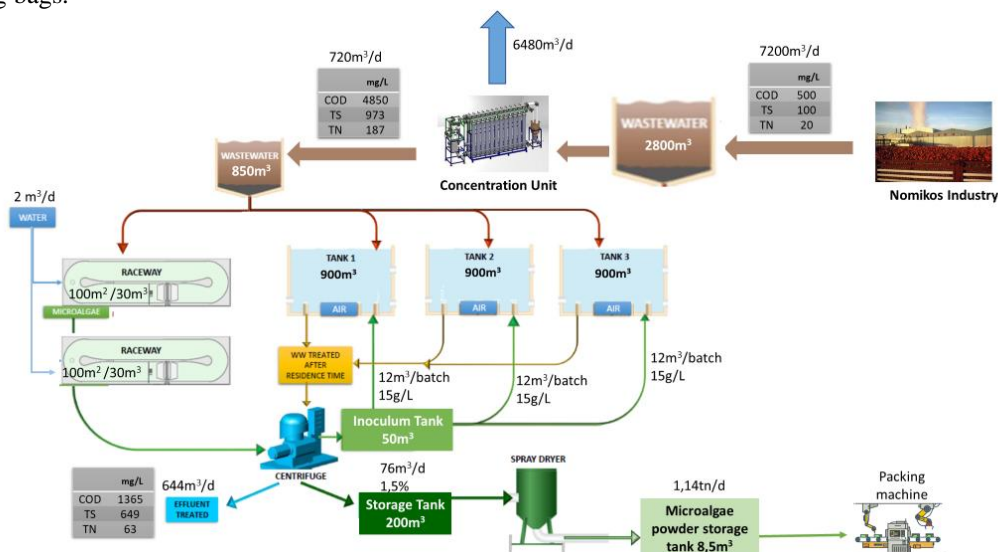 g bags.
6480m³/d
720m³/d
mg/L
COD 4850
TS 973
TN 187
7200m³/d
mg/L
COD 500
TS 100
TN 20
WASTEWATER
850m³
Concentration Unit
WASTEWATER
2800m³
Nomikos Industry
2 m³/d
WATER
RACEWAY
100m² /30m³
MICROALGAE
RACEWAY
100m² /30m³
TANK 1
900m³
AIR
TANK 2
900m³
AIR
TANK 3
900m³
AIR
WW TREATED
AFTER
RESIDENCE TIME
12m³/batch
15g/L
12m³/batch
15g/L
12m³/batch
15g/L
Inoculum Tank
50m³
CENTRIFUGE
mg/L
COD 1365
TS 649
TN 63
644m³/d
EFFLUENT
TREATED
76m³/d
1,5%
Storage Tank
200m³
SPRAY DRYER
1,14tn/d
Microalgae
powder storage
tank 8,5m³
Packing
machine